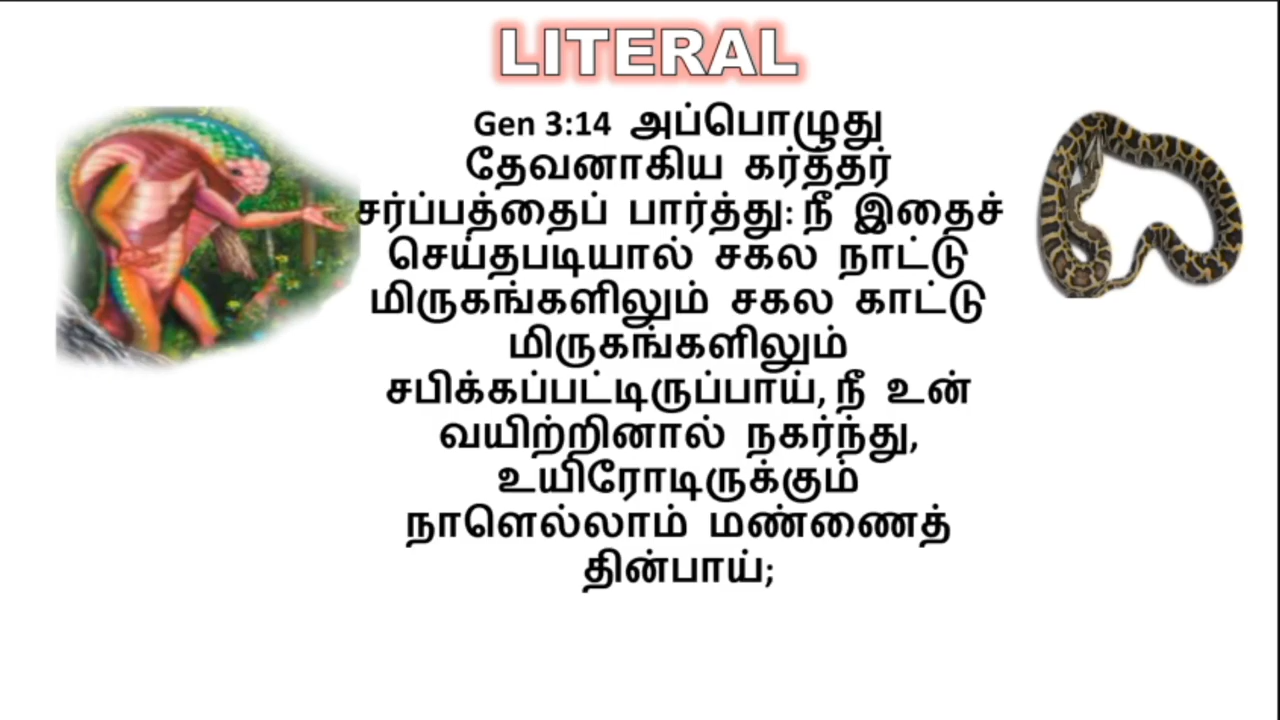 LITERAL
Gen 3:14 அப்பொழுது
தேவனாகிய கர்த்தர்
சர்ப்பத்தைப் பார்த்து: நீ இதைச்
செய்தபடியால் சகல நாட்டு
மிருகங்களிலும் சகல காட்டு
மிருகங்களிலும்
சபிக்கப்பட்டிருப்பாய், நீ உன்
வயிற்றினால் நகர்ந்து,
உயிரோடிருக்கும்
நாளெல்லாம் மண்ணைத்
தின்பாய்;